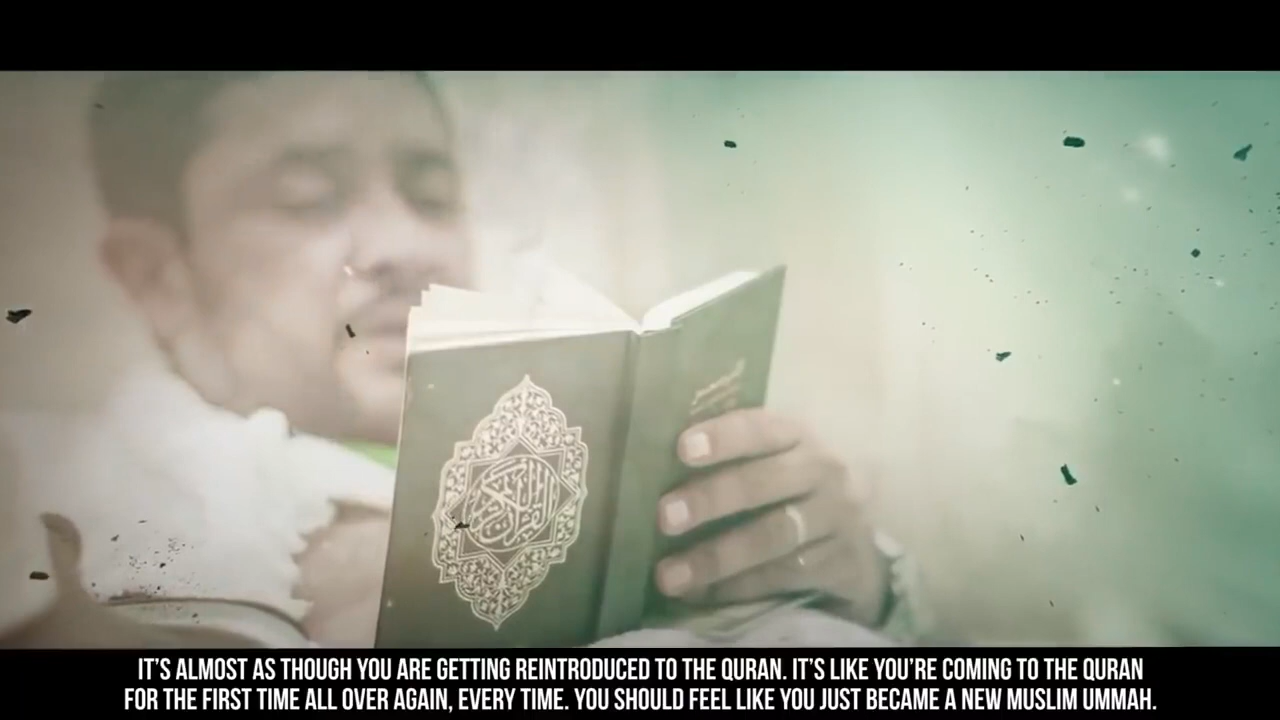 القرآن الكريم
IT'S ALMOST AS THOUGH YOU ARE GETTING REINTRODUCED TO THE QURAN. IT'S LIKE YOU'RE COMING TO THE QURAN
FOR THE FIRST TIME ALL OVER AGAIN, EVERY TIME. YOU SHOULD FEEL LIKE YOU JUST BECAME A NEW MUSLIM UMMAH.